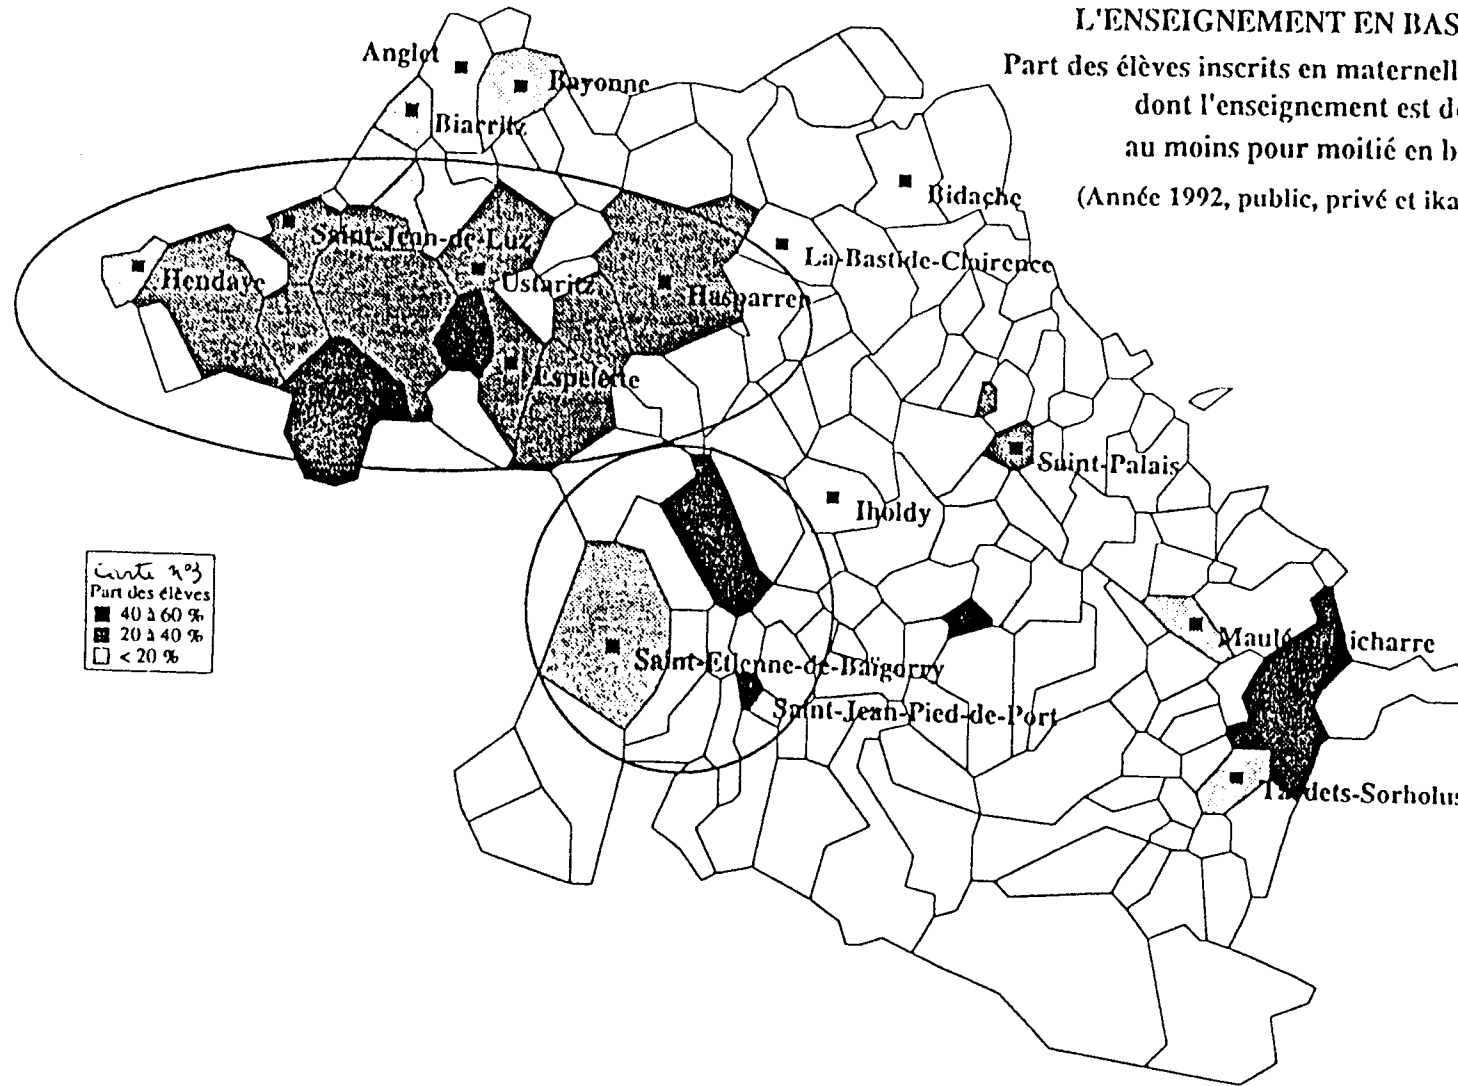 L'ENSEIGNEMENT EN BAS
Part des élèves inscrits en maternell
dont l'enseignement est d
au moins pour moitié en b
(Année 1992, public, privé et ika
Anglet
Bayonne
Biarritz
Bidache
Saint-Jean-de-Luz
La-Bastide-Clairence
Hendaye
Ustaritz
Hasparren
Espelette
Saint-Palais
Iholdy
Carte n°3
Part des élèves
40 à 60 %
20 à 40 %
< 20 %
Saint-Etienne-de-Baïgorry
Saint-Jean-Pied-de-Port
icharre
Tardets-Sorholus